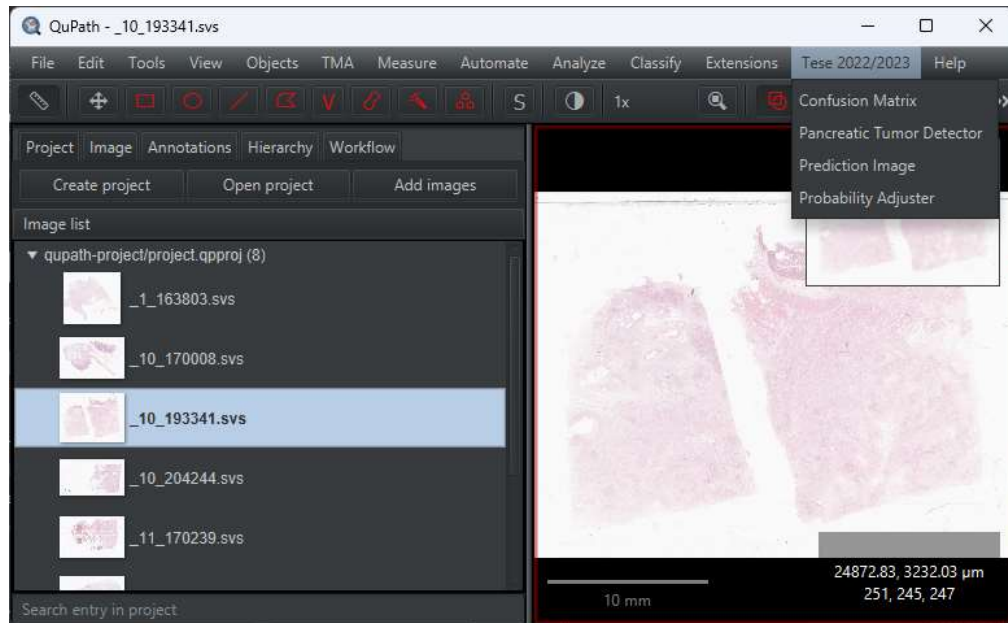 QuPath - _10_193341.svs
File Edit Tools View Objects TMA Measure Automate Analyze Classify Extensions Tese 2022/2023 Help
V S 1x
Confusion Matrix
Pancreatic Tumor Detector
Prediction Image
Probability Adjuster
Project Image Annotations Hierarchy Workflow
Create project Open project Add images
Image list
qupath-project/project.qpproj (8)
_1_163803.svs
_10_170008.svs
_10_193341.svs
_10_204244.svs
_11_170239.svs
Search entry in project
10 mm
24872.83, 3232.03 µm
251, 245, 247